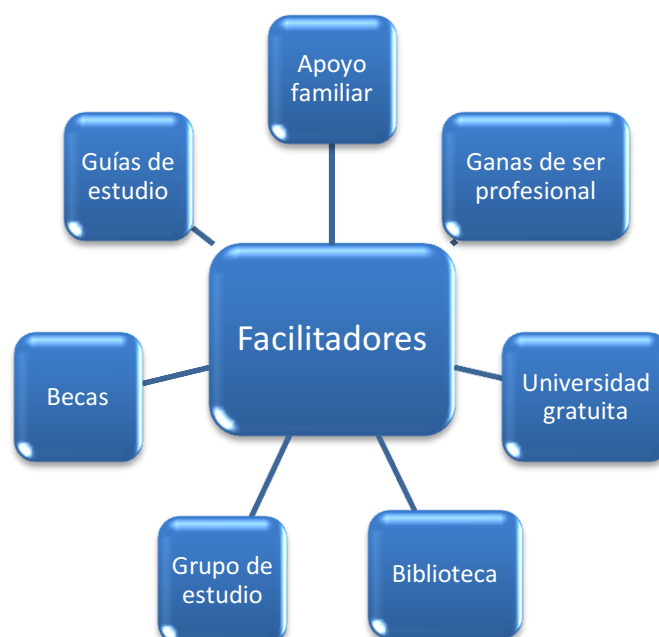 Apoyo
familiar
Ganas de ser
profesional
Universidad
gratuita
Biblioteca
Grupo de
estudio
Becas
Guías de
estudio
Facilitadores